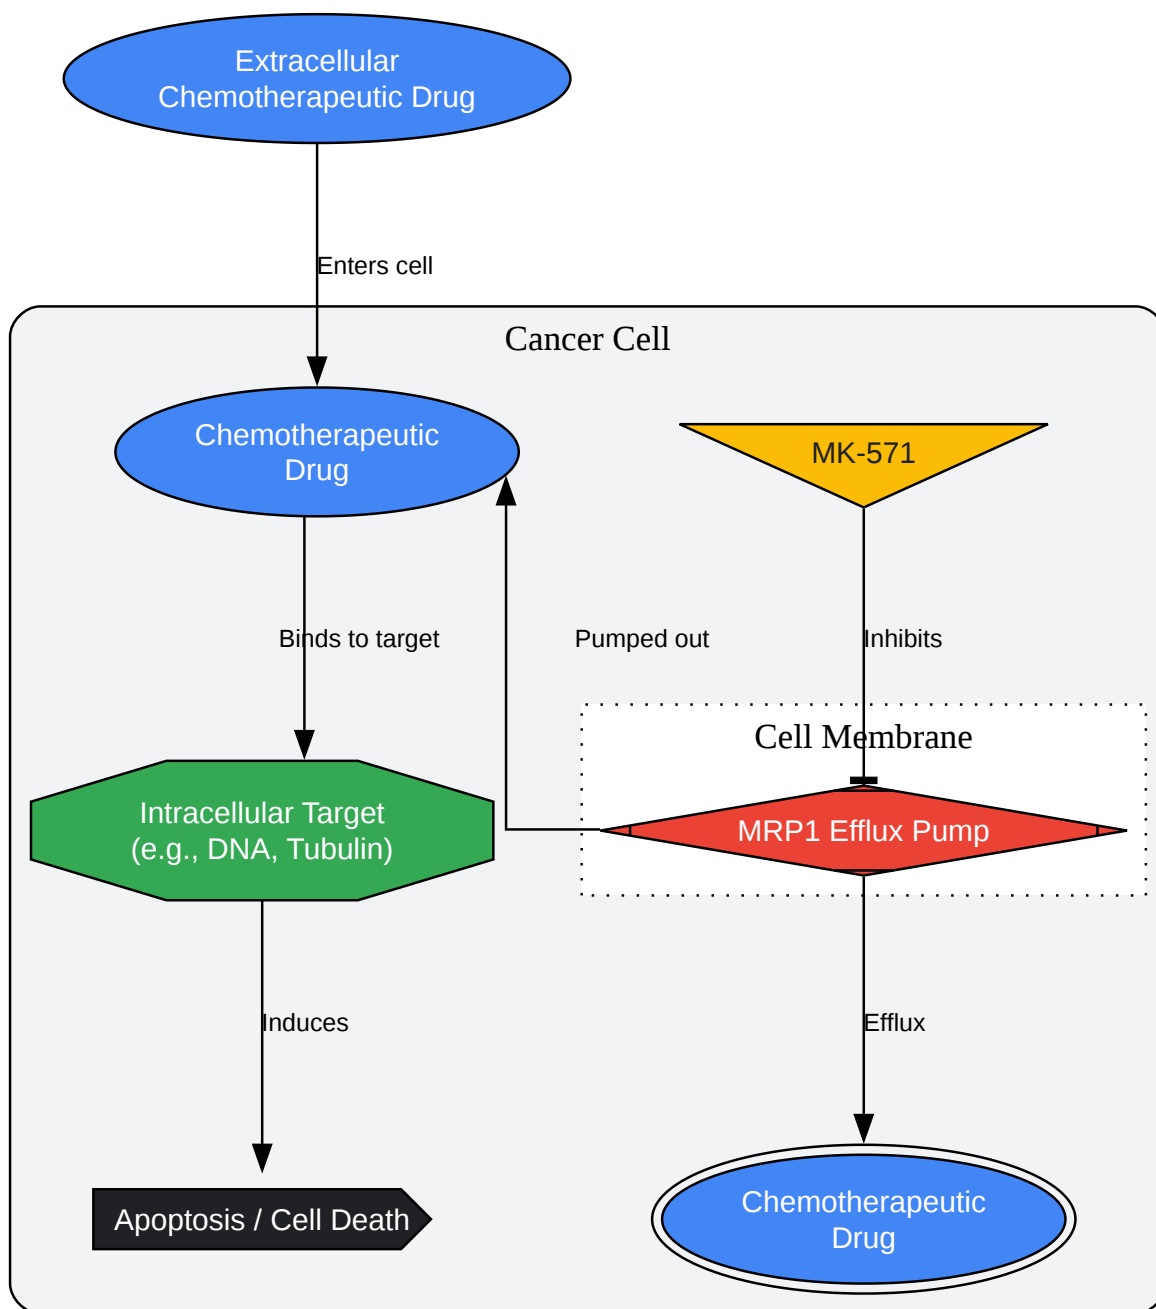 Extracellular
Chemotherapeutic Drug
Enters cell
Cancer Cell
Chemotherapeutic
Drug
MK-571
Binds to target
Pumped out
Inhibits
Cell Membrane
Intracellular Target
(e.g., DNA, Tubulin)
MRP1 Efflux Pump
Induces
Efflux
Apoptosis / Cell Death
Chemotherapeutic
Drug